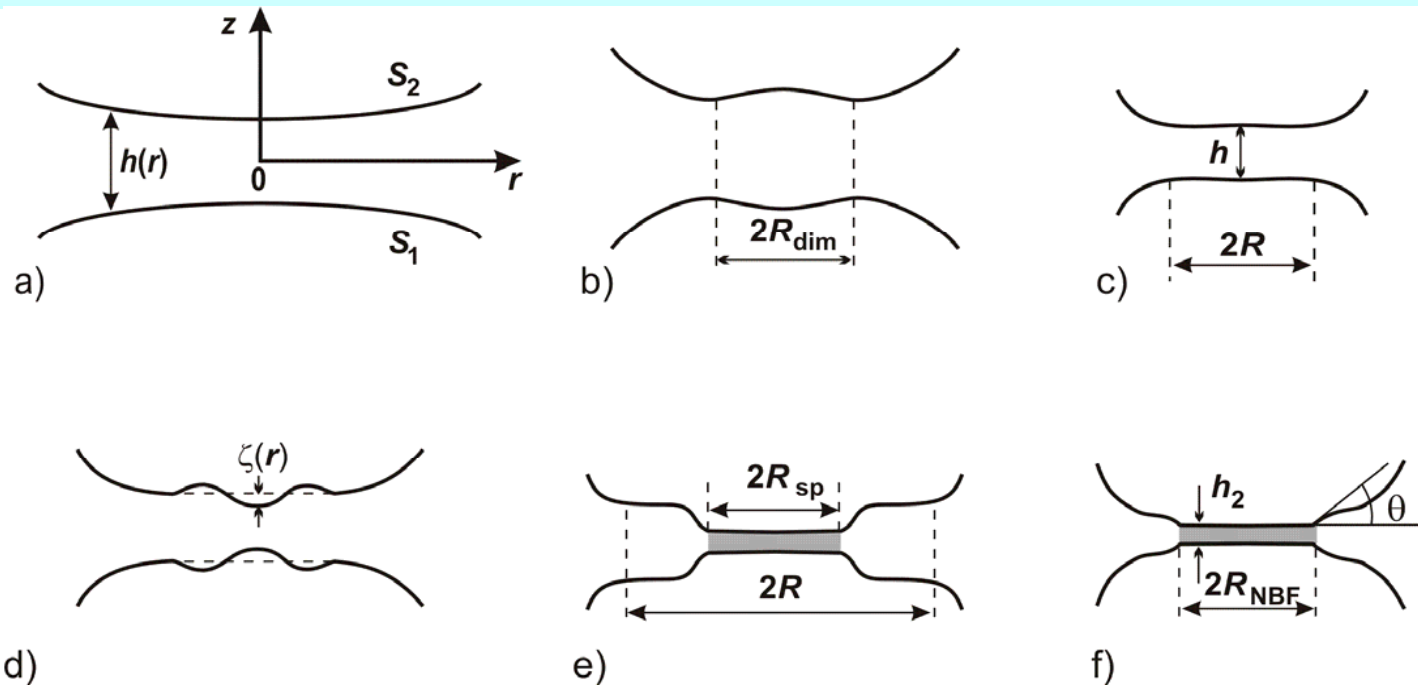 z
S2
h(r)
0
r
S1
a)
2Rdim
b)
h
2R
c)
ζ(r)
d)
2Rsp
2R
e)
h2
θ
2RNBF
f)